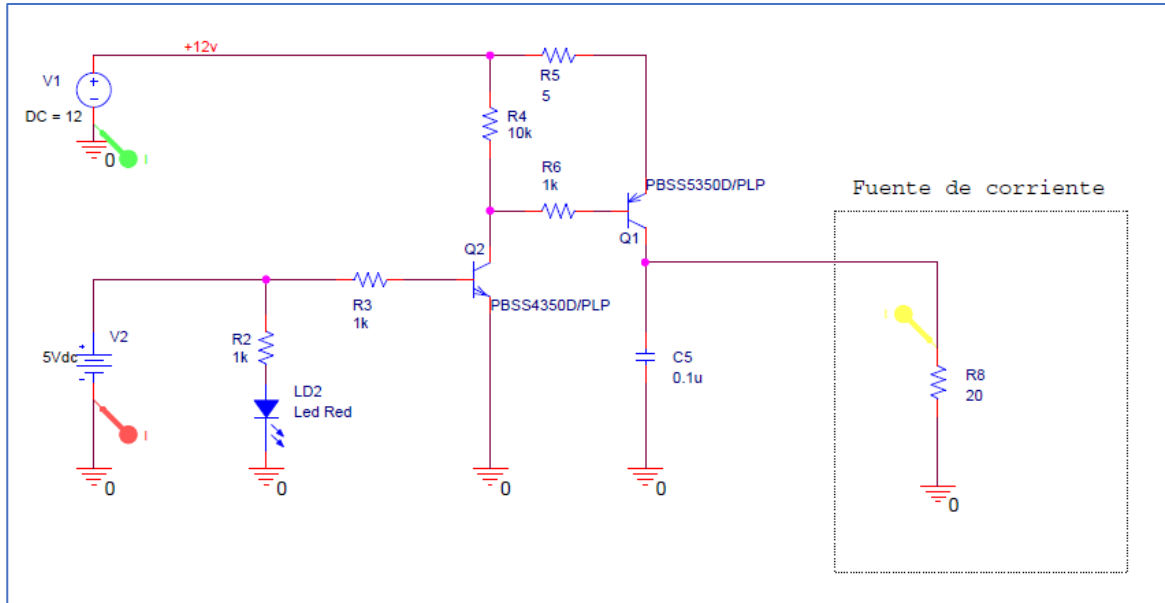 +12v
V1
DC = 12
0
I
R5
5
R4
10k
R6
1k
PBSS5350D/PLP
Q1
Fuente de corriente
Q2
PBSS4350D/PLP
R3
1k
V2
5Vdc
I
R2
1k
LD2
Led Red
C5
0.1u
I
R8
20
0
0
0
0
0